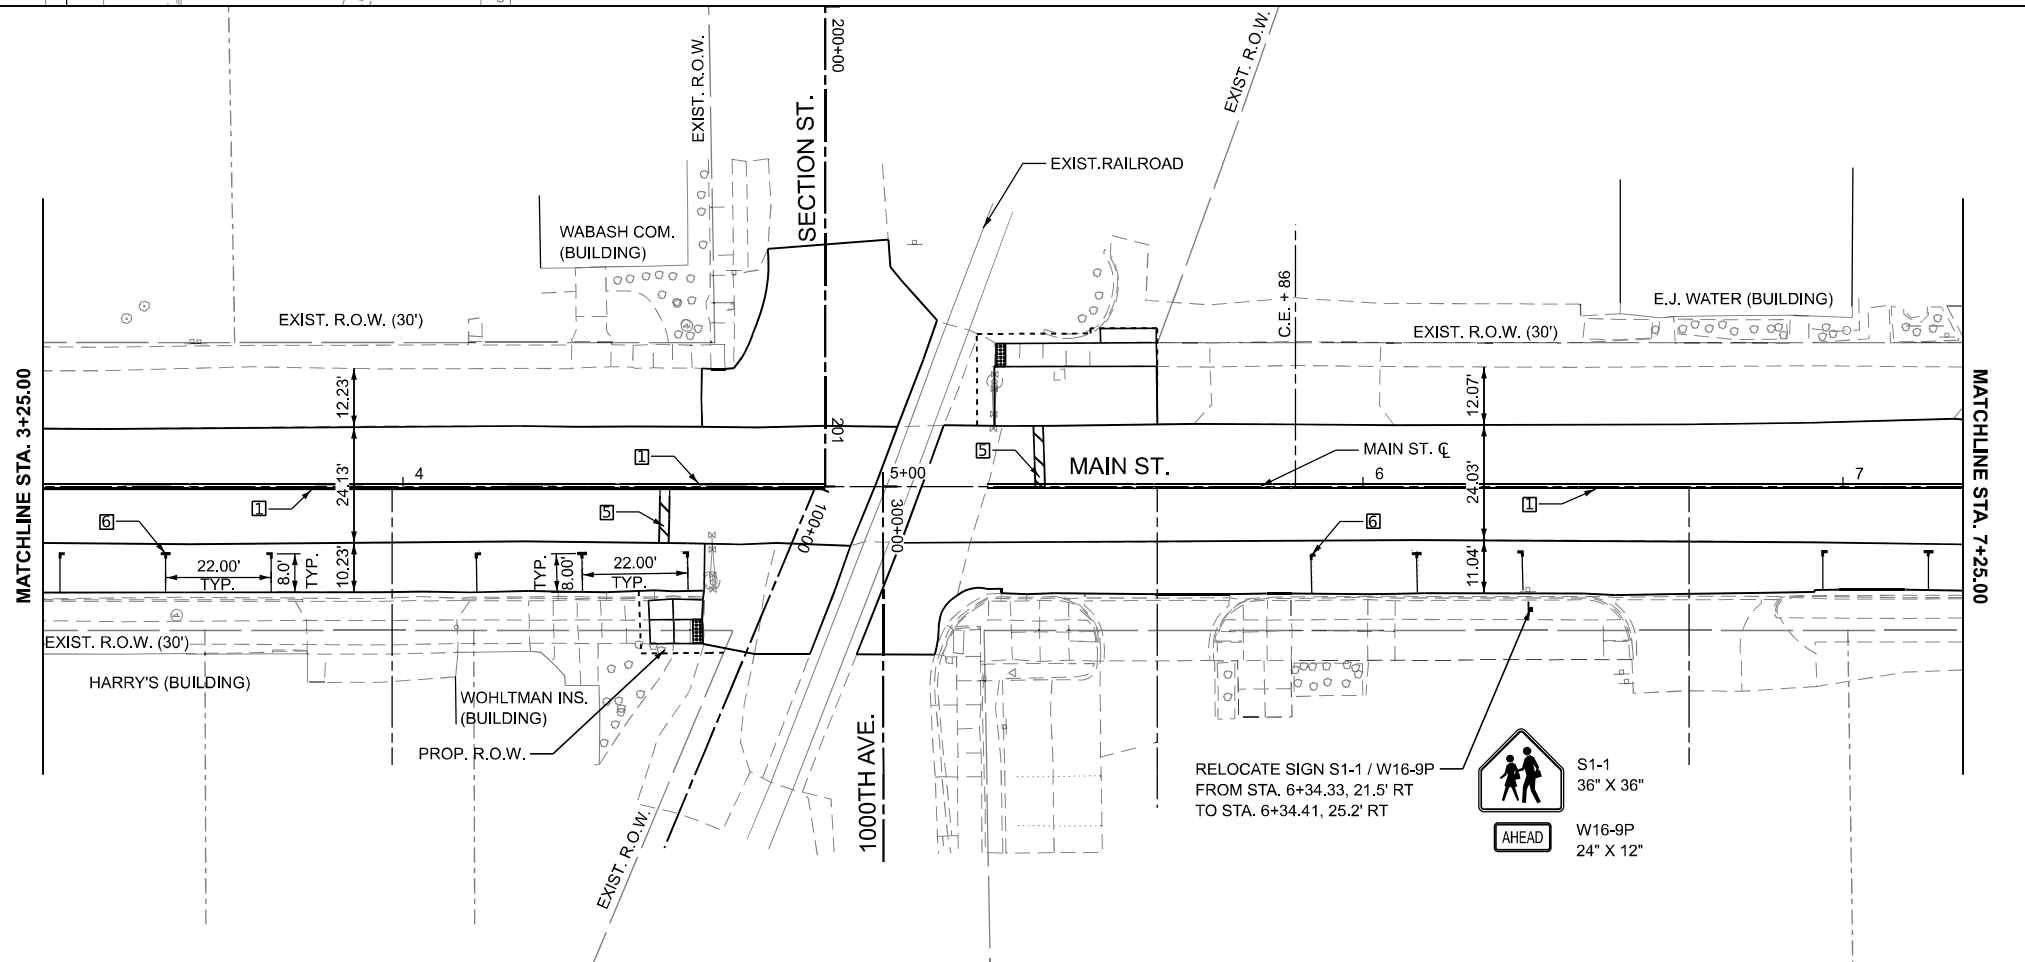 200+00
EXIST. R.O.W.
SECTION ST.
EXIST. R.O.W.
EXIST.RAILROAD
WABASH COM.
(BUILDING)
C.E. + 86
E.J. WATER (BUILDING)
EXIST. R.O.W. (30')
EXIST. R.O.W. (30')
MATCHLINE STA. 3+25.00
12.23'
12.07'
MATCHLINE STA. 7+25.00
201
1
5
MAIN ST.
MAIN ST. ℄
4
5+00
6
7
24.13'
24.03'
1
5
1
6
6
100+00
300+00
22.00'
TYP.
8.0'
TYP.
10.23'
TYP.
8.00'
22.00'
TYP.
11.04'
EXIST. R.O.W. (30')
HARRY'S (BUILDING)
WOHLTMAN INS.
(BUILDING)
PROP. R.O.W.
1000TH AVE.
EXIST. R.O.W.
RELOCATE SIGN S1-1 / W16-9P
FROM STA. 6+34.33, 21.5' RT
TO STA. 6+34.41, 25.2' RT
S1-1
36" X 36"
AHEAD
W16-9P
24" X 12"